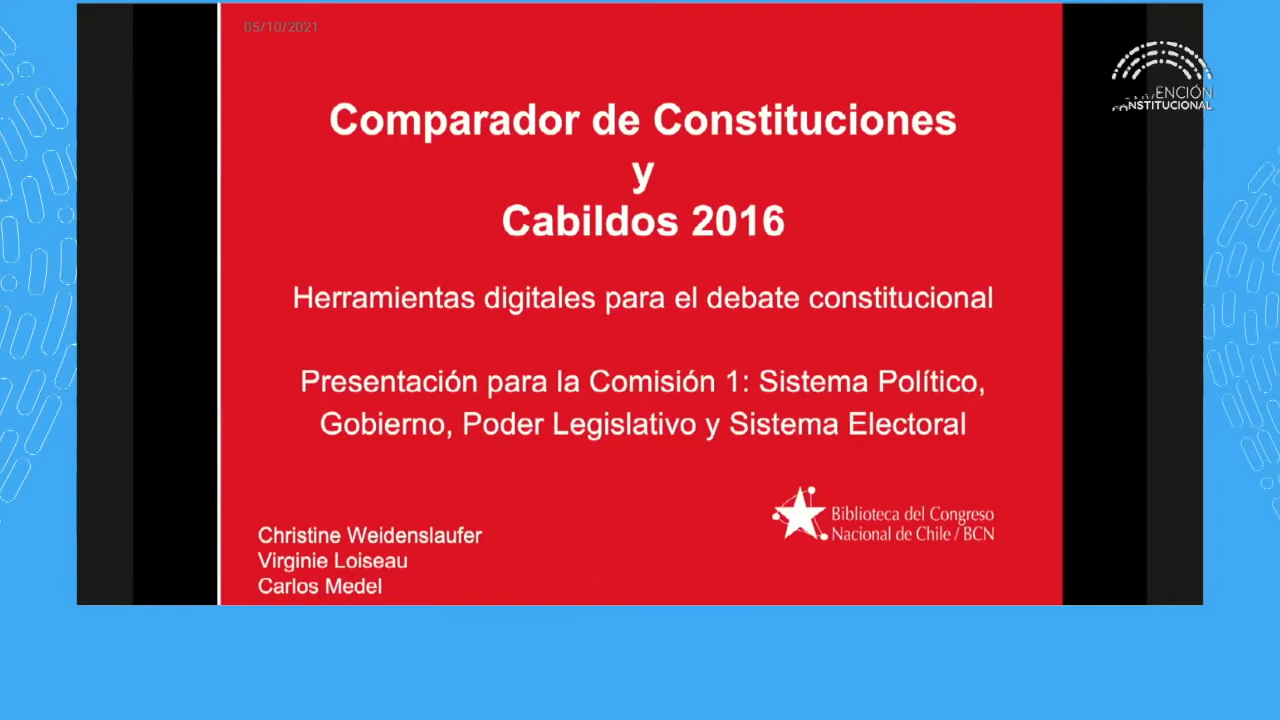 05/10/2021
ENCIÓN
NSTITUCIONAL
Comparador de Constituciones
y
Cabildos 2016
Herramientas digitales para el debate constitucional
Presentación para la Comisión 1: Sistema Político,
Gobierno, Poder Legislativo y Sistema Electoral
Biblioteca del Congreso
Nacional de Chile / BCN
Christine Weidenslaufer
Virginie Loiseau
Carlos Medel